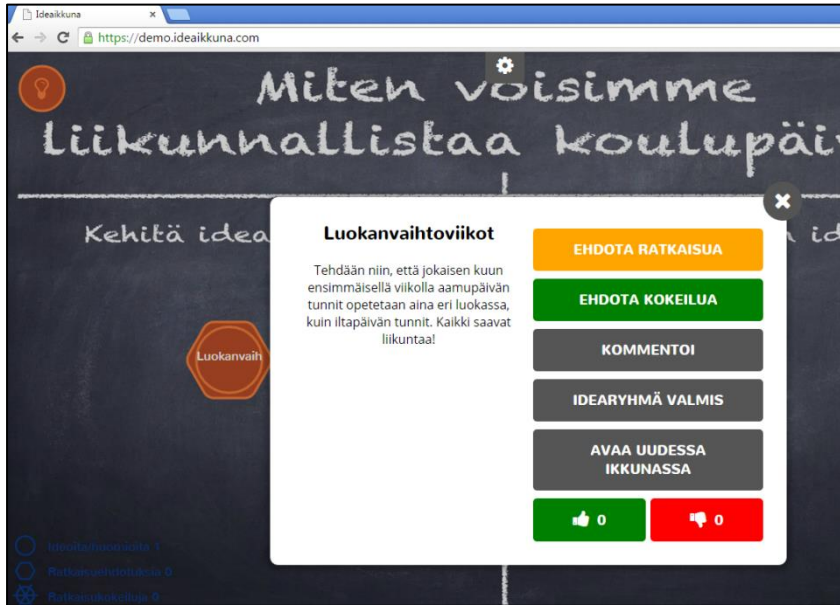 Ideaikkuna
https://demo.ideaikkuna.com
Miten voisimme
liikunnallistaa koulupäiv
Kehitä idea
id
Luokanvaih
Luokanvaihtoviikot
Tehdään niin, että jokaisen kuun
ensimmäisellä viikolla aamupäivän
tunnit opetetaan aina eri luokassa,
kuin iltapäivän tunnit. Kaikki saavat
liikuntaa!
EHDOTA RATKAISUA
EHDOTA KOKEILUA
KOMMENTOI
IDEARYHMÄ VALMIS
AVAA UUDESSA
IKKUNASSA
0
0
Ratkaisuehdotuksia 0
Ratkaisukokeiluja 0